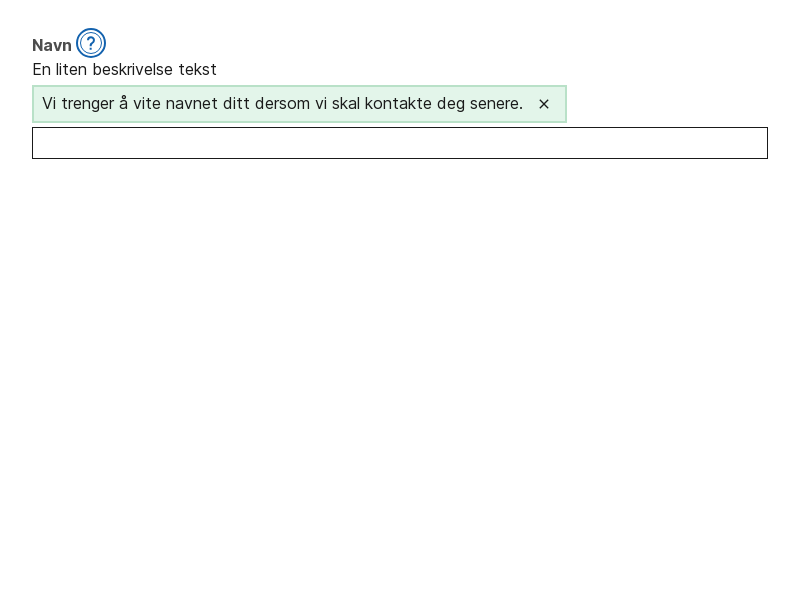 Navn ?
En liten beskrivelse tekst
Vi trenger å vite navnet ditt dersom vi skal kontakte deg senere. ×